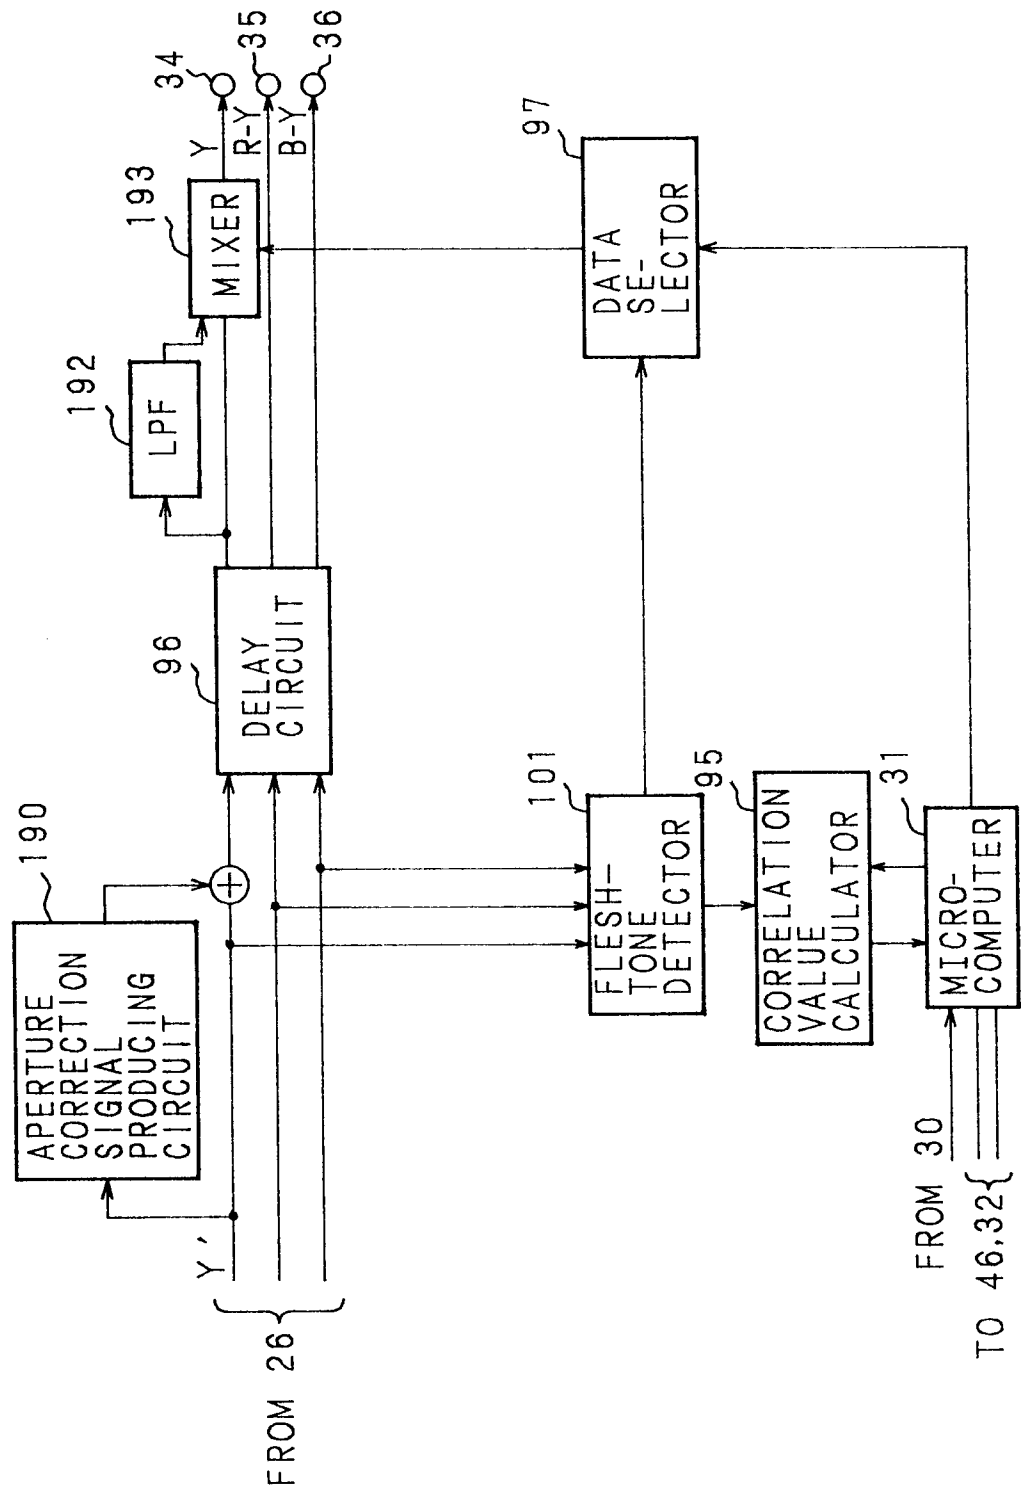 FROM 26
Y'
190
APERTURE
CORRECTION
SIGNAL
PRODUCING
CIRCUIT
+
96
DELAY
CIRCUIT
192
LPF
193
MIXER
Y
R-Y
B-Y
34
35
36
101
FLESH-
TONE
DETECTOR
97
DATA
SE-
LECTOR
95
CORRELATION
VALUE
CALCULATOR
31
MICRO-
COMPUTER
FROM 30
TO 46,32